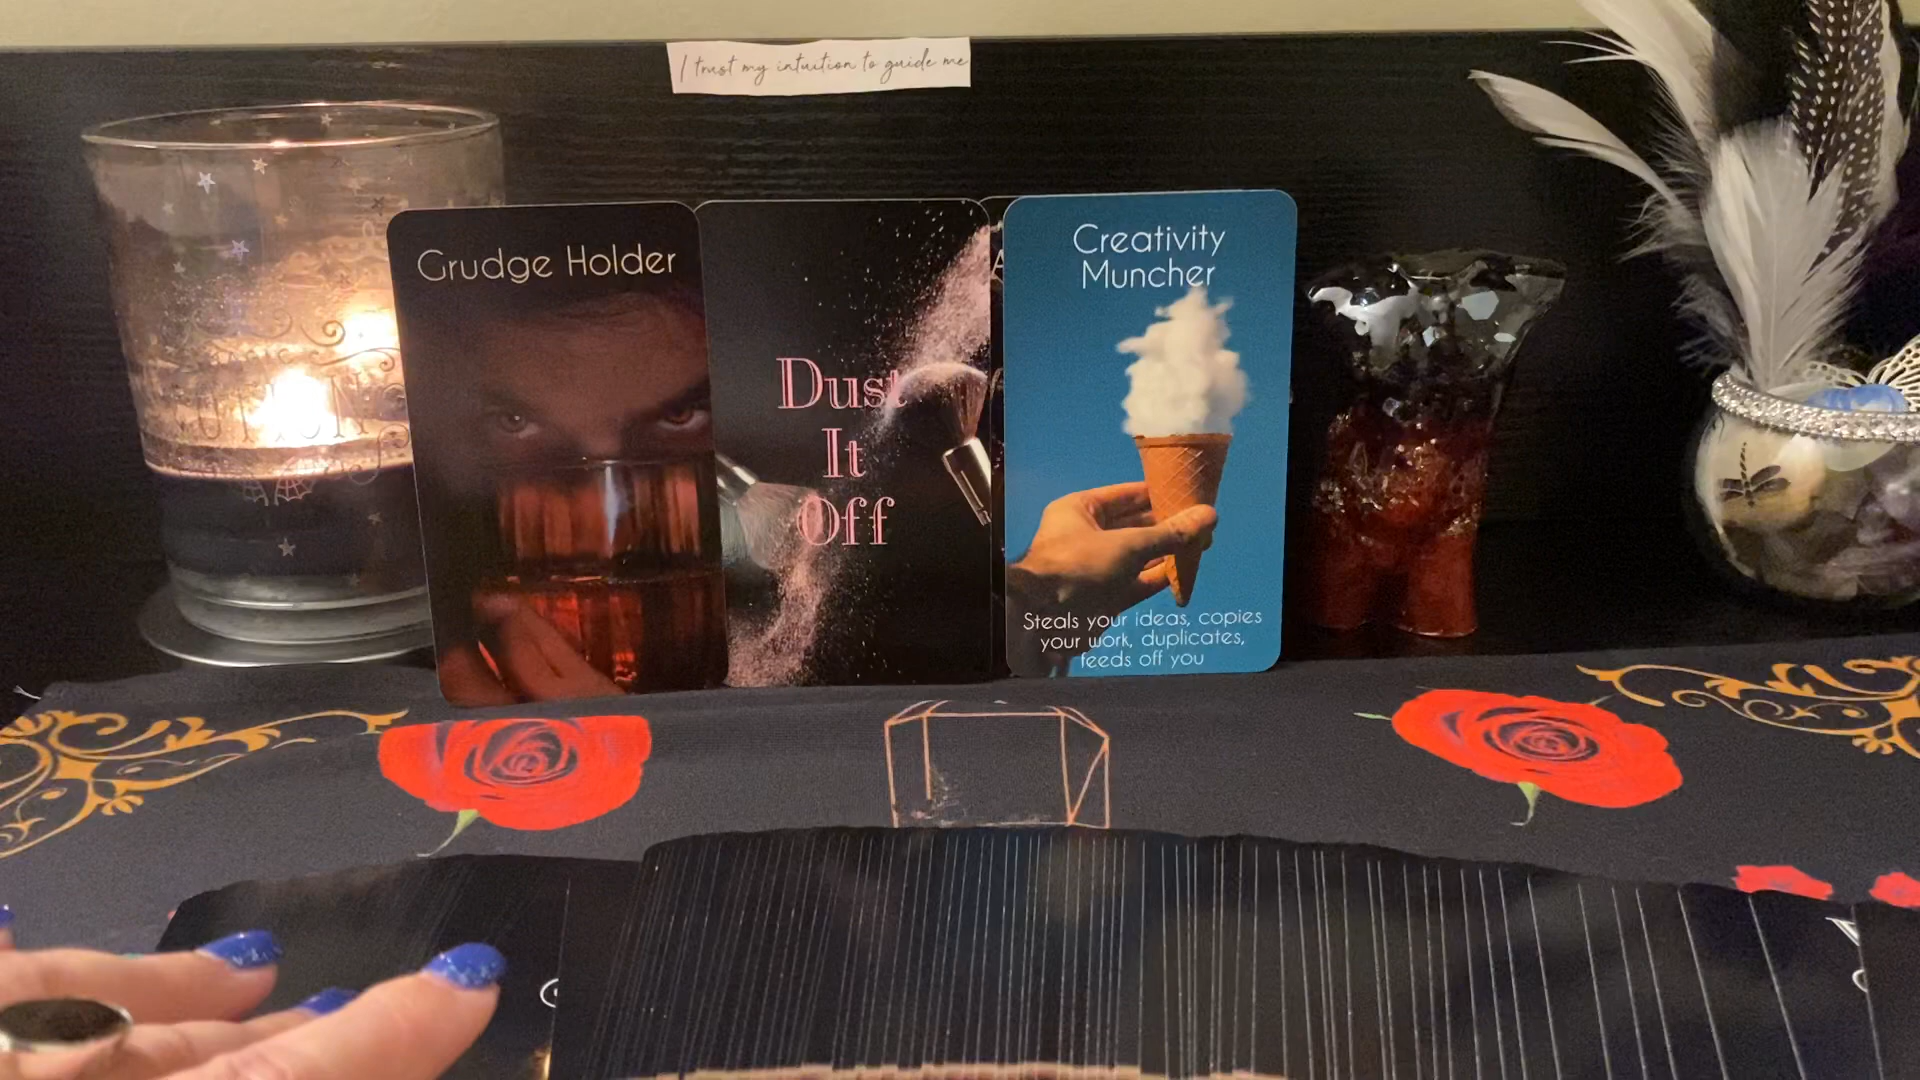 I trust my intuition to guide me
Grudge Holder
Dust
It
Off
Creativity
Muncher
Steals your ideas, copies
your work, duplicates,
feeds off you